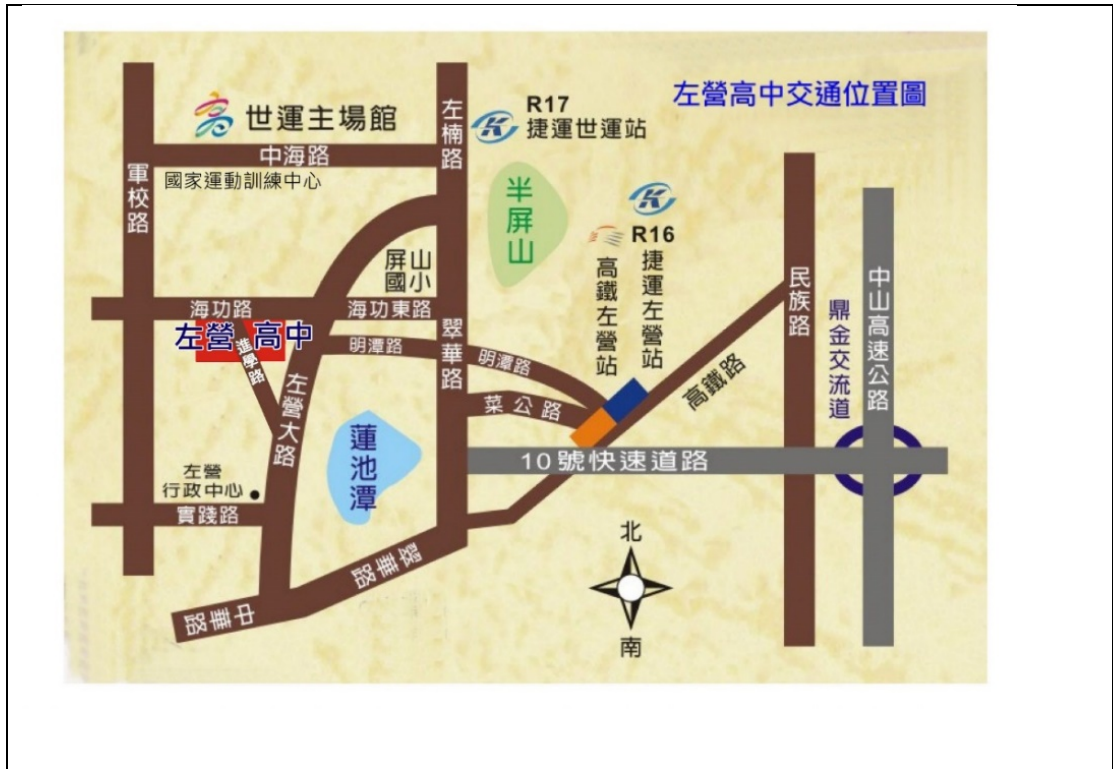 左營高中交通位置圖
R17
捷運世運站
世運主場館
左楠路
中海路
國家運動訓練中心
軍校路
半屏山
R16
捷運左營站
高鐵左營站
民族路
中山高速公路
鼎金交流道
屏山
國小
海功路
海功東路
左營高中
進學路
明潭路
翠華路
明潭路
高鐵路
左營大路
菜公路
蓮池潭
10號快速道路
左營
行政中心
實踐路
翠華路
中華路
北
南